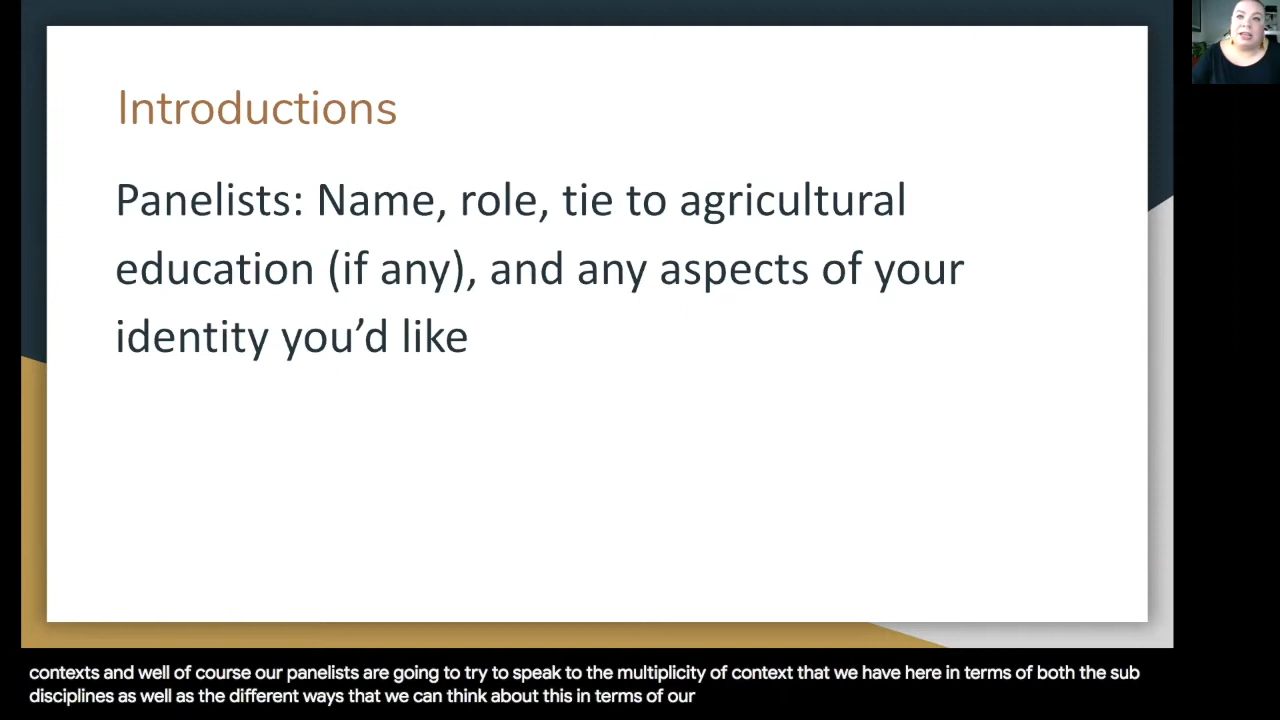 Introductions
Panelists: Name, role, tie to agricultural
education (if any), and any aspects of your
identity you’d like
contexts and well of course our panelists are going to try to speak to the multiplicity of context that we have here in terms of both the sub
disciplines as well as the different ways that we can think about this in terms of our